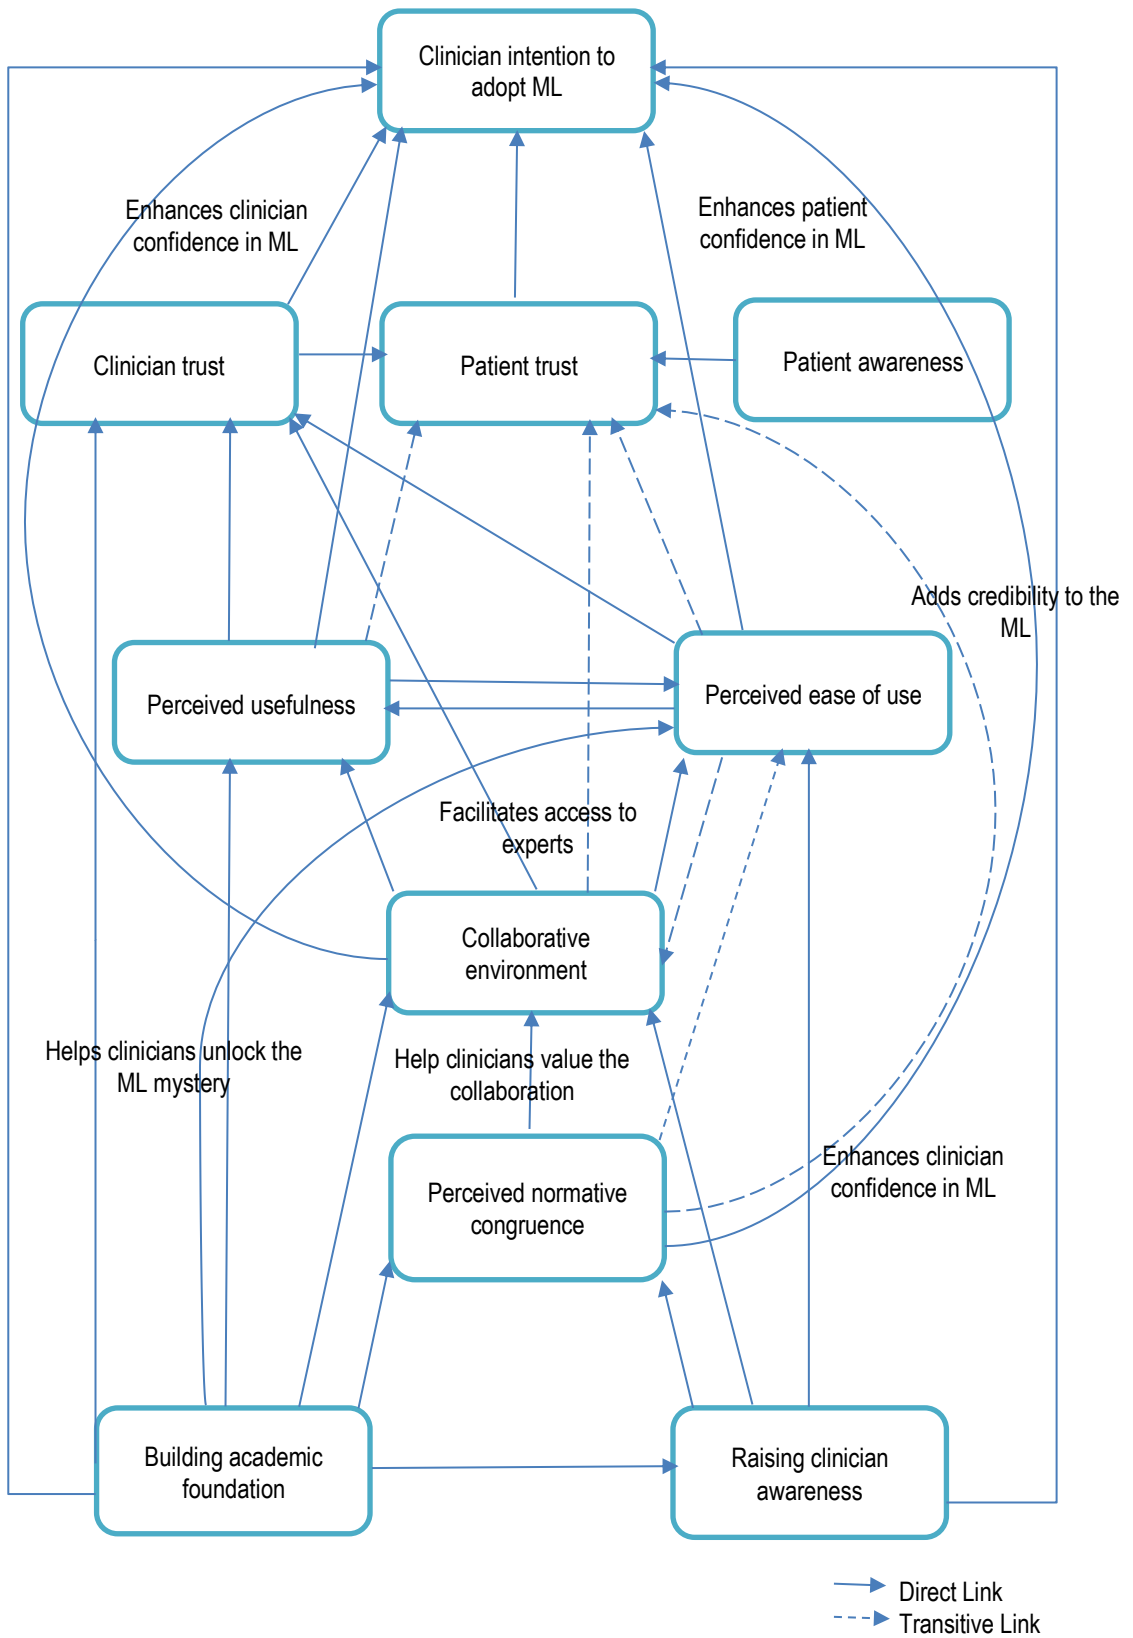 Clinician intention to
adopt ML
Enhances clinician
confidence in ML
Enhances patient
confidence in ML
Clinician trust
Patient trust
Patient awareness
Adds credibility to the
ML
Perceived usefulness
Perceived ease of use
Facilitates access to
experts
Collaborative
environment
Helps clinicians unlock the
ML mystery
Help clinicians value the
collaboration
Enhances clinician
confidence in ML
Perceived normative
congruence
Building academic
foundation
Raising clinician
awareness
Direct Link
Transitive Link